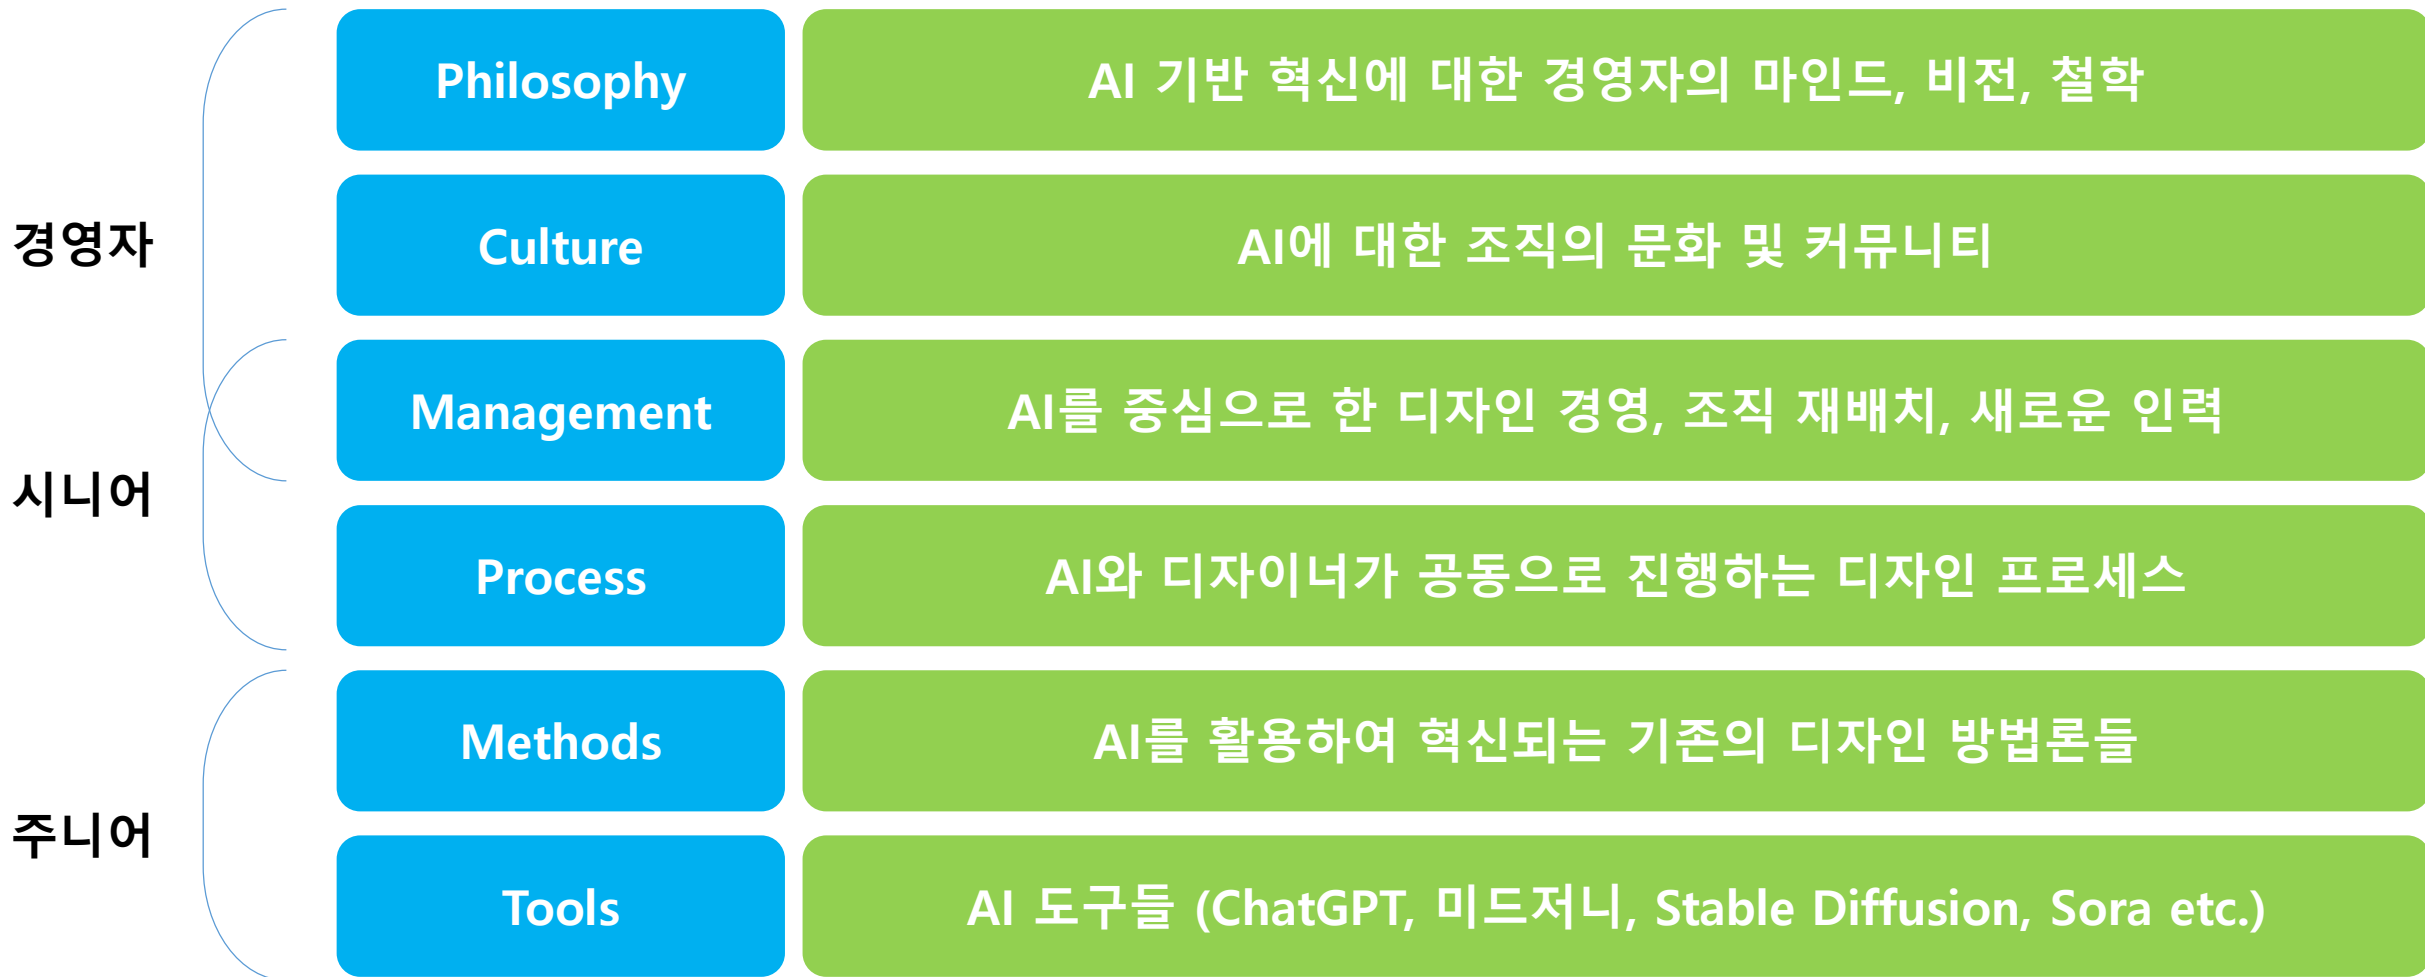 Philosophy
AI 기반 혁신에 대한 경영자의 마인드, 비전, 철학
경영자
Culture
AI에 대한 조직의 문화 및 커뮤니티
Management
AI를 중심으로 한 디자인 경영, 조직 재배치, 새로운 인력
시니어
Process
AI와 디자이너가 공동으로 진행하는 디자인 프로세스
Methods
AI를 활용하여 혁신되는 기존의 디자인 방법론들
주니어
Tools
AI 도구들 (ChatGPT, 미드저니, Stable Diffusion, Sora etc.)